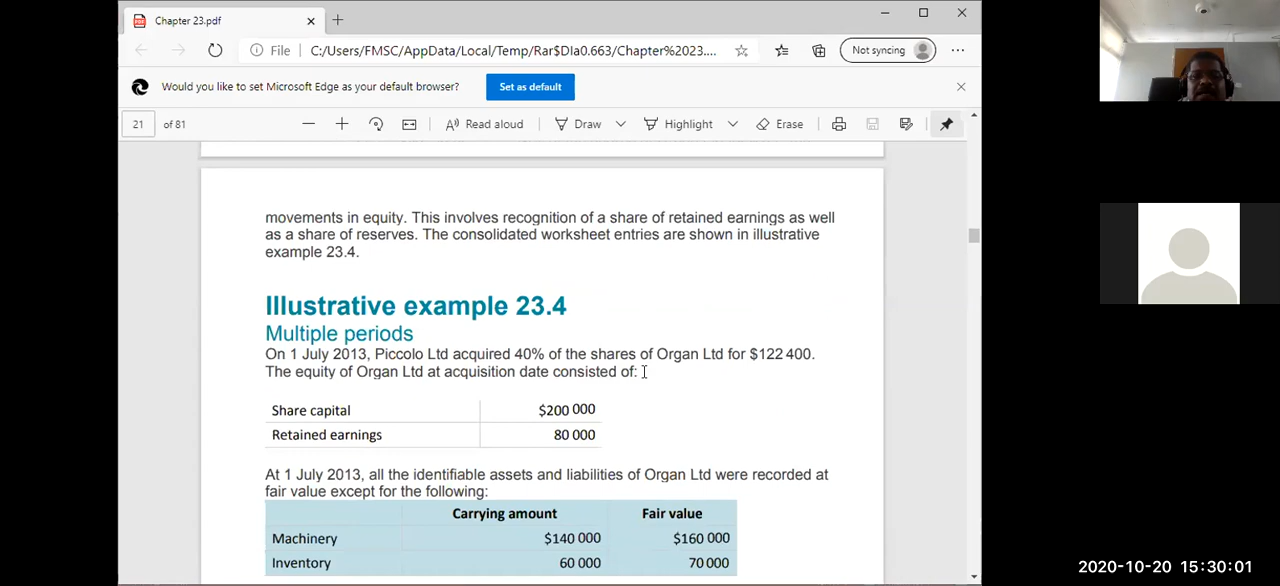 Chapter 23.pdf
File C:/Users/FMSC/AppData/Local/Temp/Rar$DIa0.663/Chapter%2023....
Not syncing
Would you like to set Microsoft Edge as your default browser?
Set as default
21 of 81
Read aloud
Draw
Highlight
Erase
movements in equity. This involves recognition of a share of retained earnings as well
as a share of reserves. The consolidated worksheet entries are shown in illustrative
example 23.4.
Illustrative example 23.4
Multiple periods
On 1 July 2013, Piccolo Ltd acquired 40% of the shares of Organ Ltd for $122 400.
The equity of Organ Ltd at acquisition date consisted of:
Share capital $200 000
Retained earnings 80 000
At 1 July 2013, all the identifiable assets and liabilities of Organ Ltd were recorded at
fair value except for the following:
Carrying amount Fair value
Machinery $140 000 $160 000
Inventory 60 000 70 000
2020-10-20 15:30:01